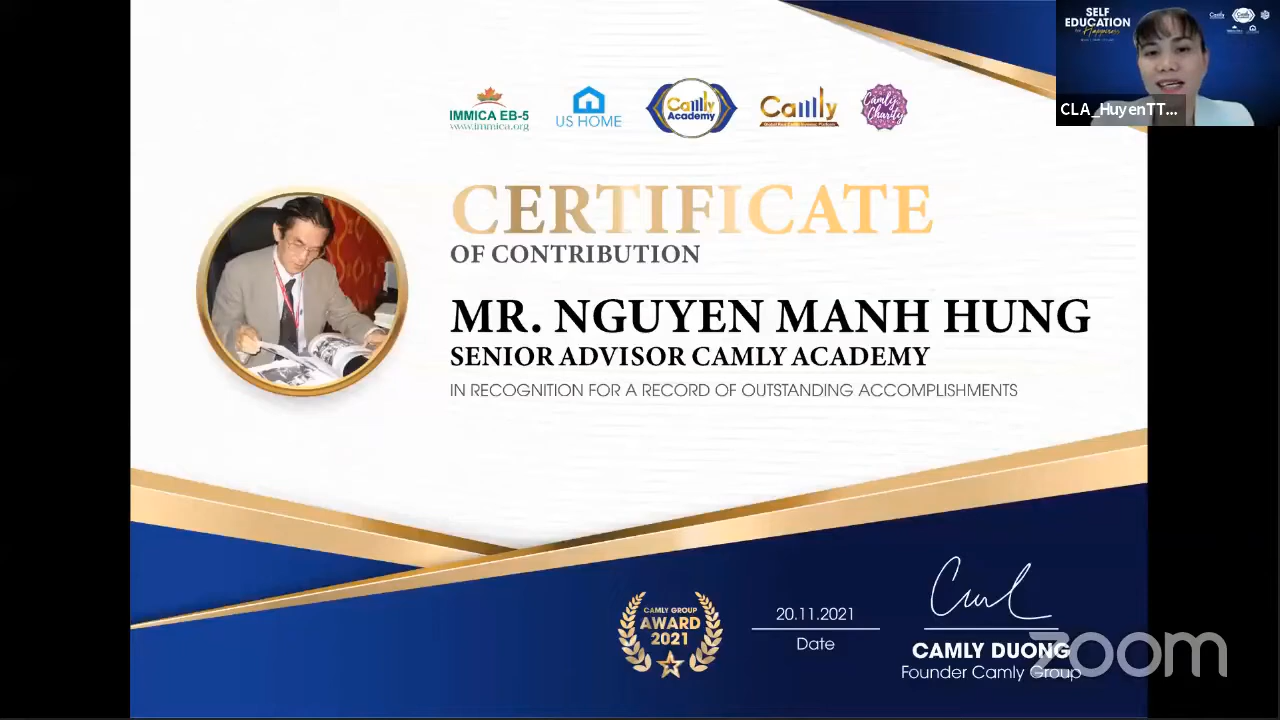 SELF
EDUCATION
for Happiness
CLA_HuyenTT...
IMMICA EB-5
www.immica.org
US HOME
Camly
Academy
Camly
Camly
Charity
CERTIFICATE
OF CONTRIBUTION
MR. NGUYEN MANH HUNG
SENIOR ADVISOR CAMLY ACADEMY
IN RECOGNITION FOR A RECORD OF OUTSTANDING ACCOMPLISHMENTS
CAMLY GROUP
AWARD
2021
20.11.2021
Date
CAMLY DUONG
Founder Camly Group
zoom